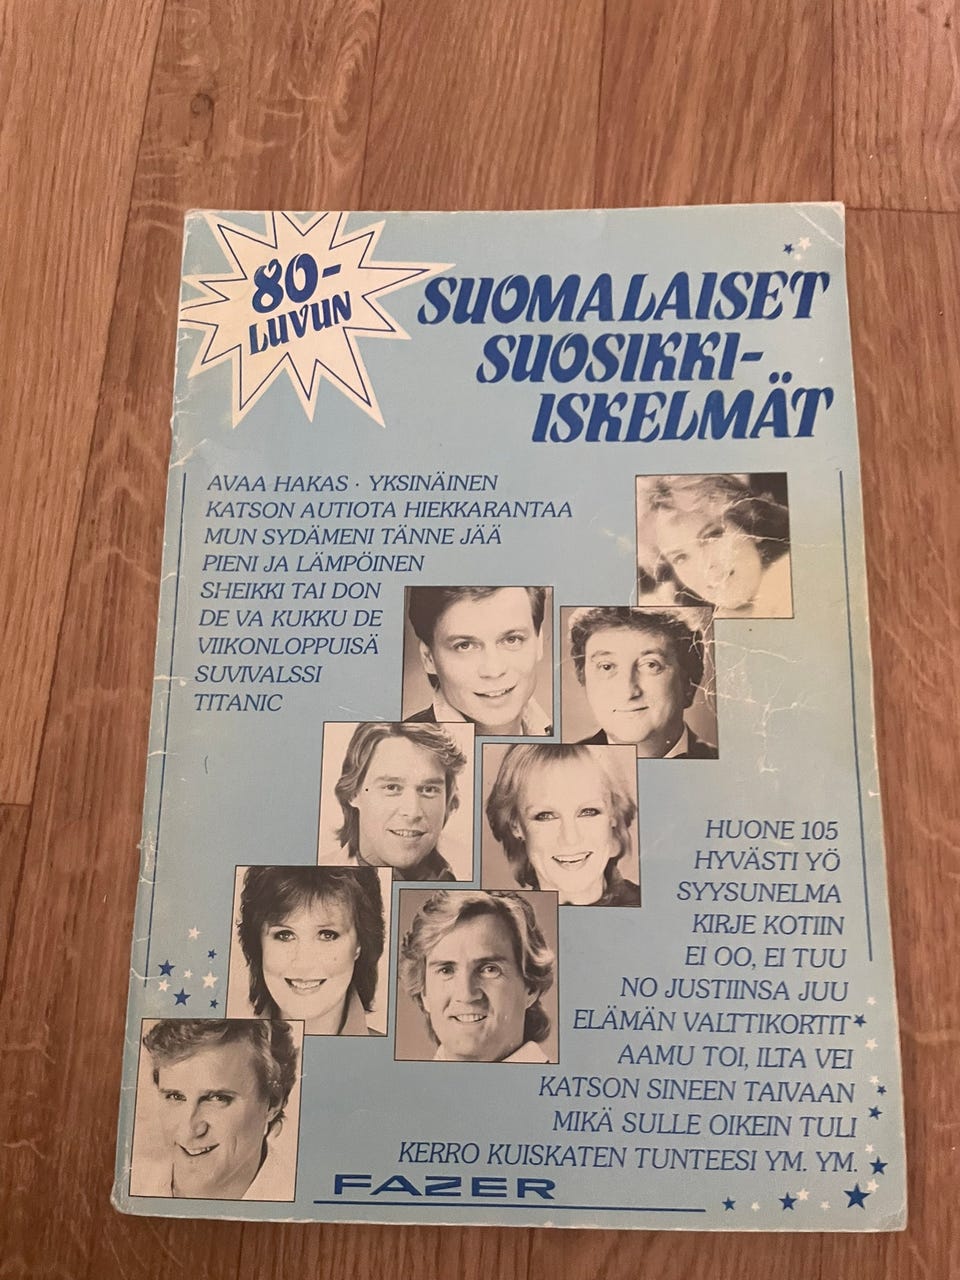 80-
LUVUN
SUOMALAISET
SUOSIKKI-
ISKELMÄT
AVAA HAKAS · YKSINÄINEN
KATSON AUTIOTA HIEKKARANTAA
MUN SYDÄMENI TÄNNE JÄÄ
PIENI JA LÄMPÖINEN
SHEIKKI TAI DON
DE VA KUKKU DE
VIIKONLOPPUISÄ
SUVIVALSSI
TITANIC
HUONE 105
HYVÄSTI YÖ
SYYSUNELMA
KIRJE KOTIIN
EI OO, EI TUU
NO JUSTIINSA JUU
ELÄMÄN VALTTIKORTIT
AAMU TOI, ILTA VEI
KATSON SINEEN TAIVAAN
MIKÄ SULLE OIKEIN TULI
KERRO KUISKATEN TUNTEESI YM. YM.
FAZER